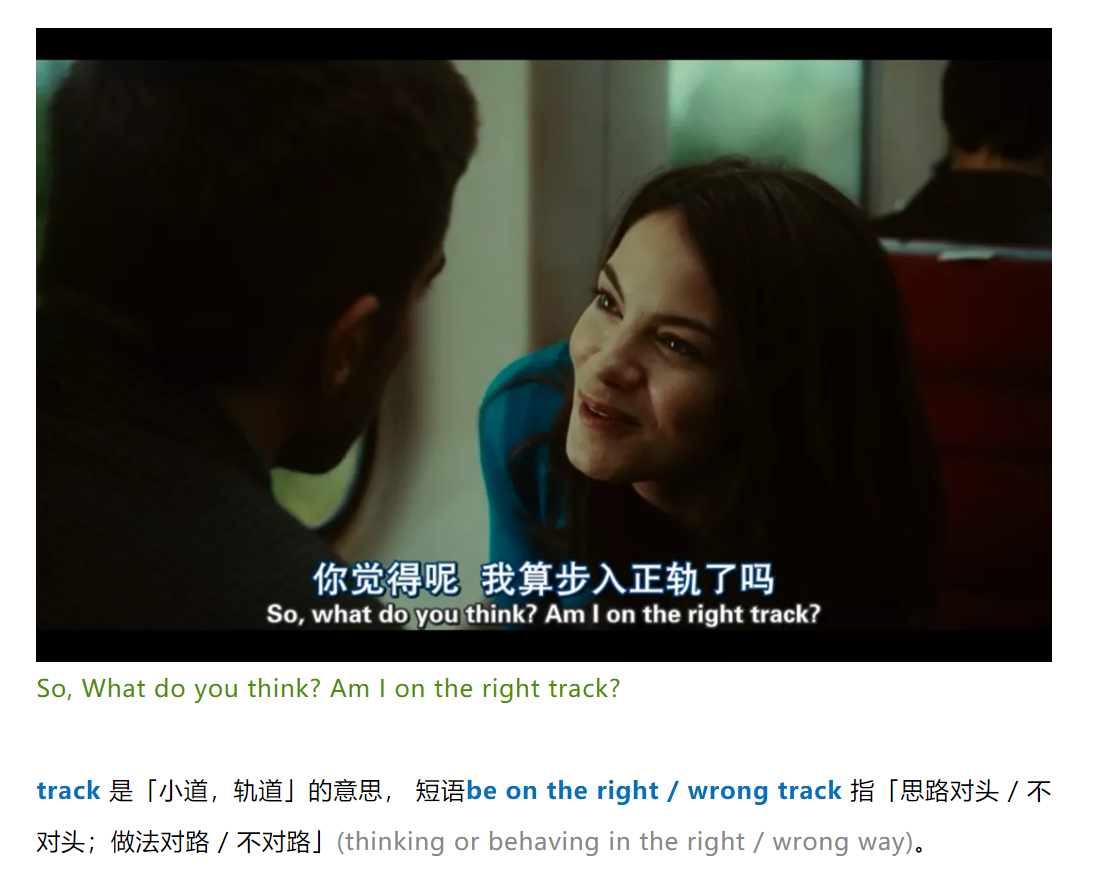 你觉得呢 我算步入正轨了吗
So, what do you think? Am I on the right track?
So, What do you think? Am I on the right track?
track 是「小道，轨道」的意思， 短语be on the right / wrong track 指「思路对头 / 不
对头；做法对路 / 不对路」(thinking or behaving in the right / wrong way)。